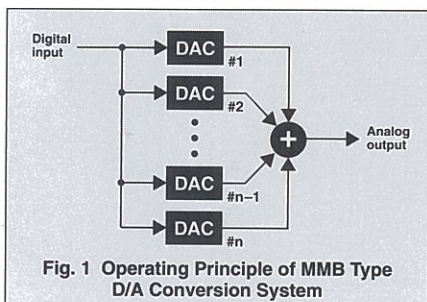 Digital
input
DAC
#1
DAC
#2
DAC
#n–1
DAC
#n
+
Analog
output
Fig. 1 Operating Principle of MMB Type
D/A Conversion System